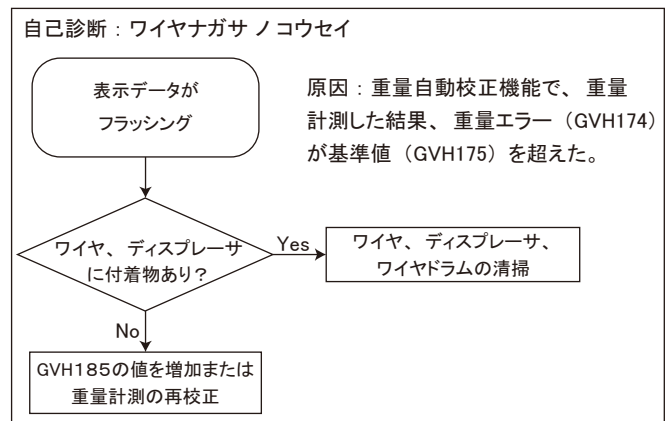 自己診断：ワイヤナガサ ノ コウセイ
表示データが
フラッシング
原因：重量自動校正機能で、重量
計測した結果、重量エラー（GVH174）
が基準値（GVH175）を超えた。
ワイヤ、ディスプレーサ
に付着物あり？
Yes
ワイヤ、ディスプレーサ、
ワイヤドラムの清掃
No
GVH185の値を増加または
重量計測の再校正